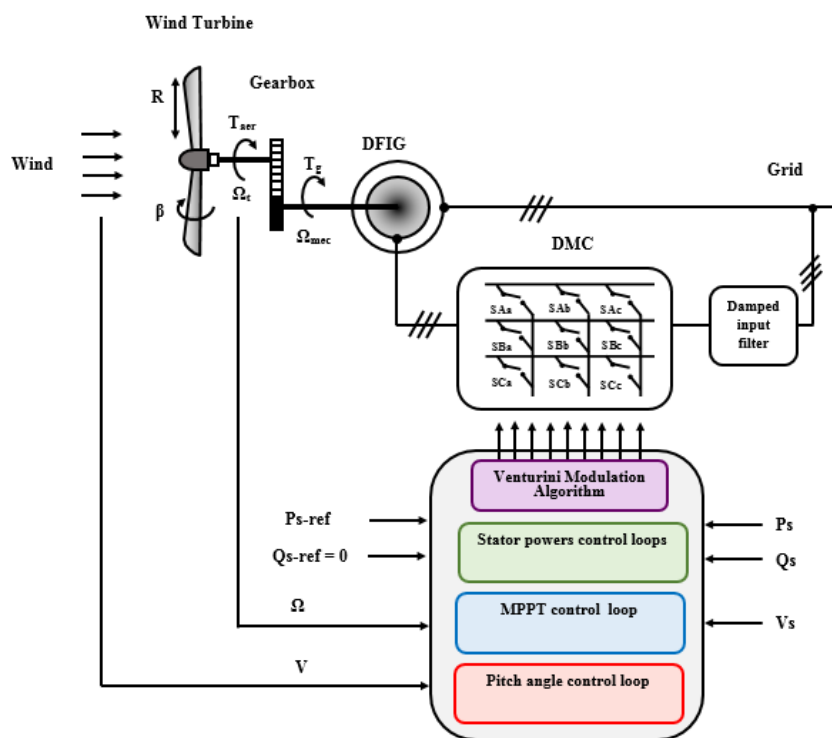 Wind Turbine
Gearbox
R
Taer
DFIG
Wind
Tg
Grid
β
Ωt
Ωmec
DMC
SAa SAb SAc
SBa SBb SBc
SCa SCb SCc
Damped
input
filter
Venturini Modulation
Algorithm
Ps-ref
Stator powers control loops
Ps
Qs-ref = 0
Qs
Ω
MPPT control loop
Vs
V
Pitch angle control loop